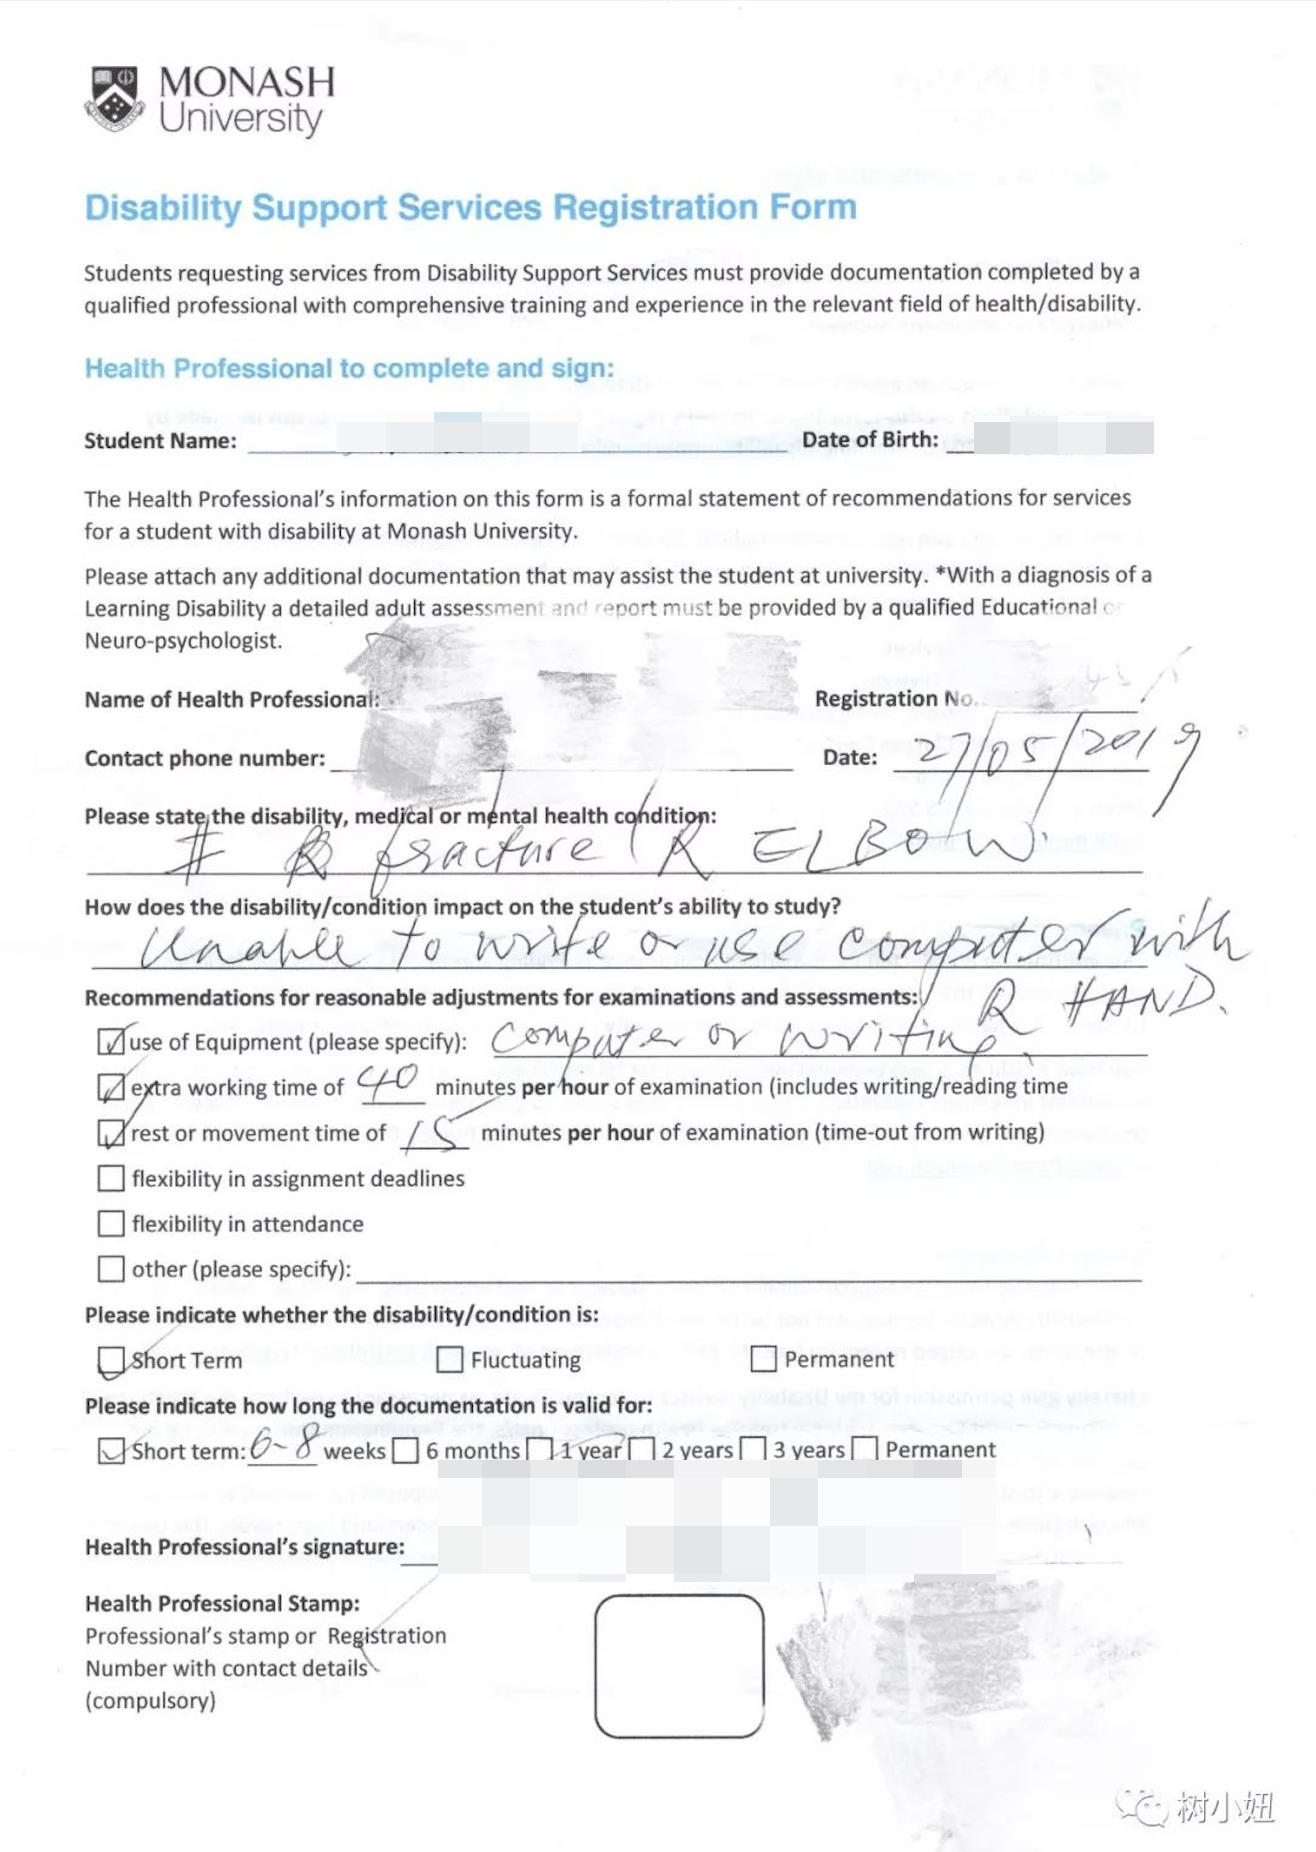 MONASH
University
Disability Support Services Registration Form
Students requesting services from Disability Support Services must provide documentation completed by a
qualified professional with comprehensive training and experience in the relevant field of health/disability.
Health Professional to complete and sign:
Student Name: Date of Birth:
The Health Professional's information on this form is a formal statement of recommendations for services
for a student with disability at Monash University.
Please attach any additional documentation that may assist the student at university. *With a diagnosis of a
Learning Disability a detailed adult assessment and report must be provided by a qualified Educational
Neuro-psychologist.
Name of Health Professional: Registration No.
Contact phone number: Date: 27/05/2019
Please state the disability, medical or mental health condition:
# fracture (R ELBOW
How does the disability/condition impact on the student's ability to study?
Unable to write or use computer with
R HAND.
Recommendations for reasonable adjustments for examinations and assessments:
use of Equipment (please specify): computer or writing
extra working time of 40 minutes per hour of examination (includes writing/reading time
rest or movement time of 15 minutes per hour of examination (time-out from writing)
flexibility in assignment deadlines
flexibility in attendance
other (please specify):
Please indicate whether the disability/condition is:
Short Term Fluctuating Permanent
Please indicate how long the documentation is valid for:
Short term: 6-8 weeks 6 months 1 year 2 years 3 years Permanent
Health Professional's signature:
Health Professional Stamp:
Professional's stamp or Registration
Number with contact details
(compulsory)
树小妞